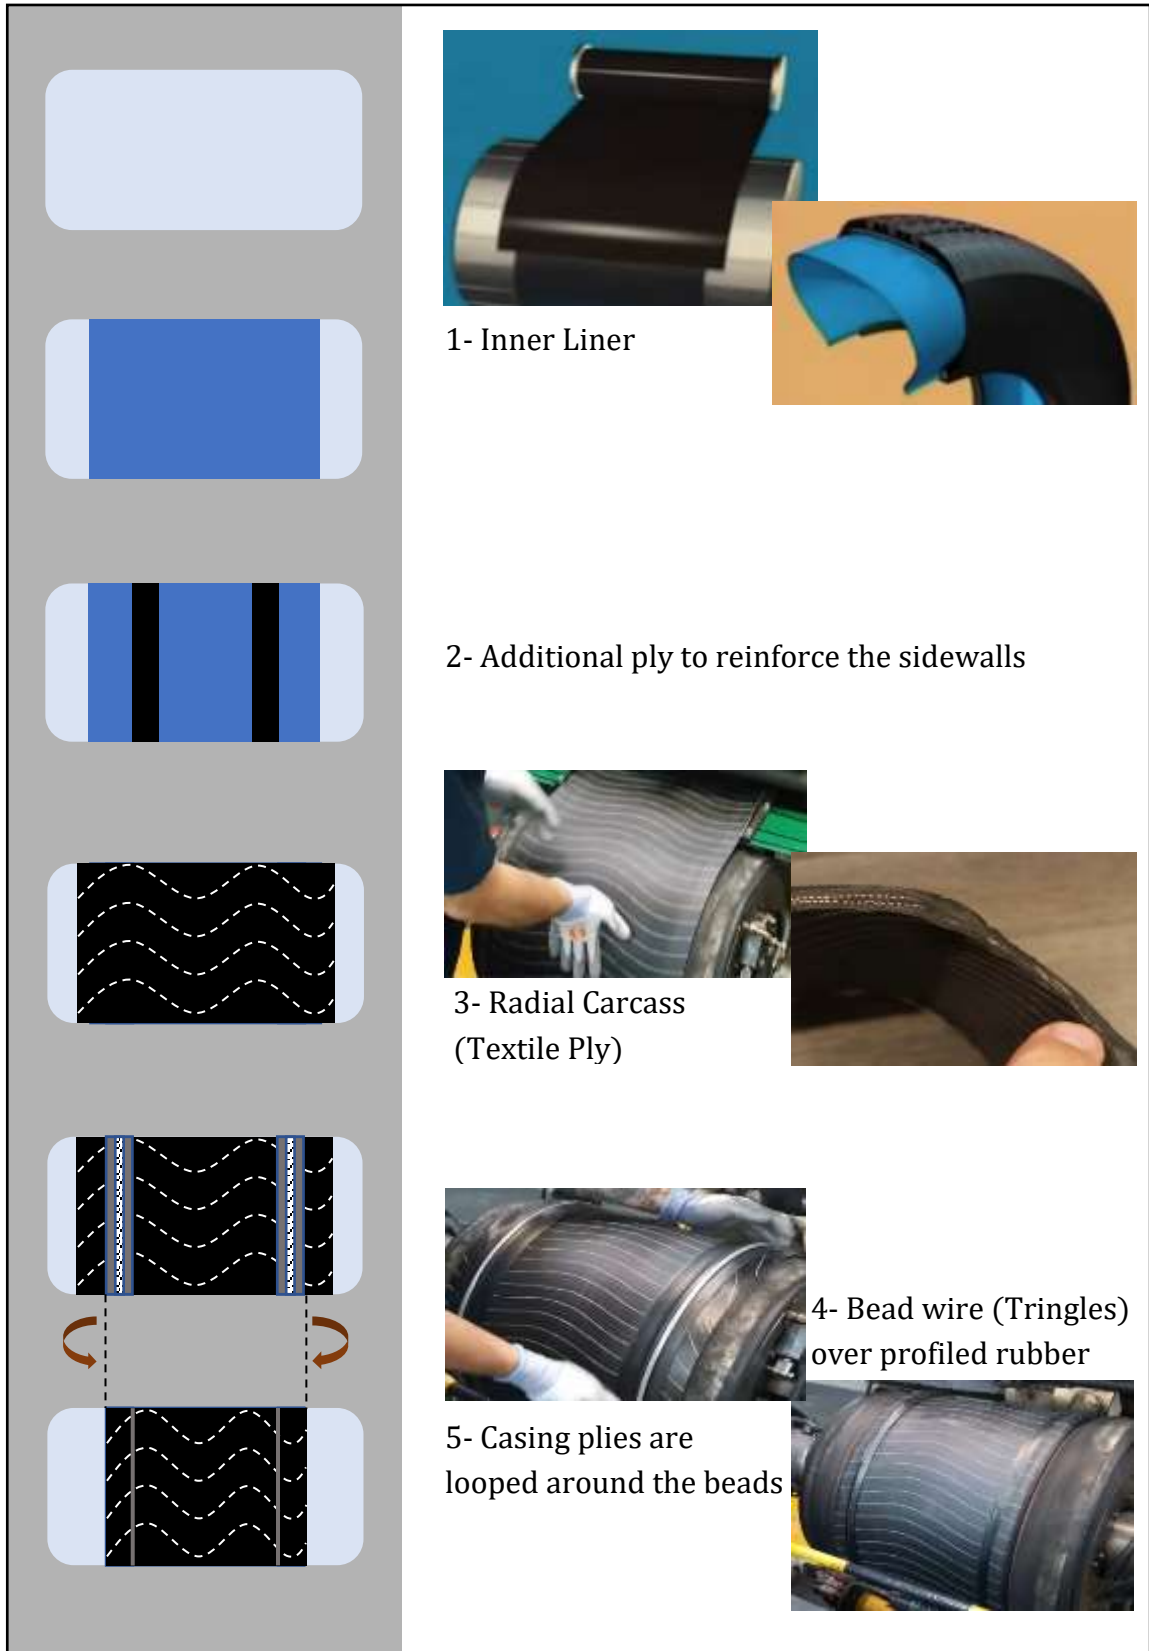 1- Inner Liner
2- Additional ply to reinforce the sidewalls
3- Radial Carcass
(Textile Ply)
4- Bead wire (Tringles)
over profiled rubber
5- Casing plies are
looped around the beads